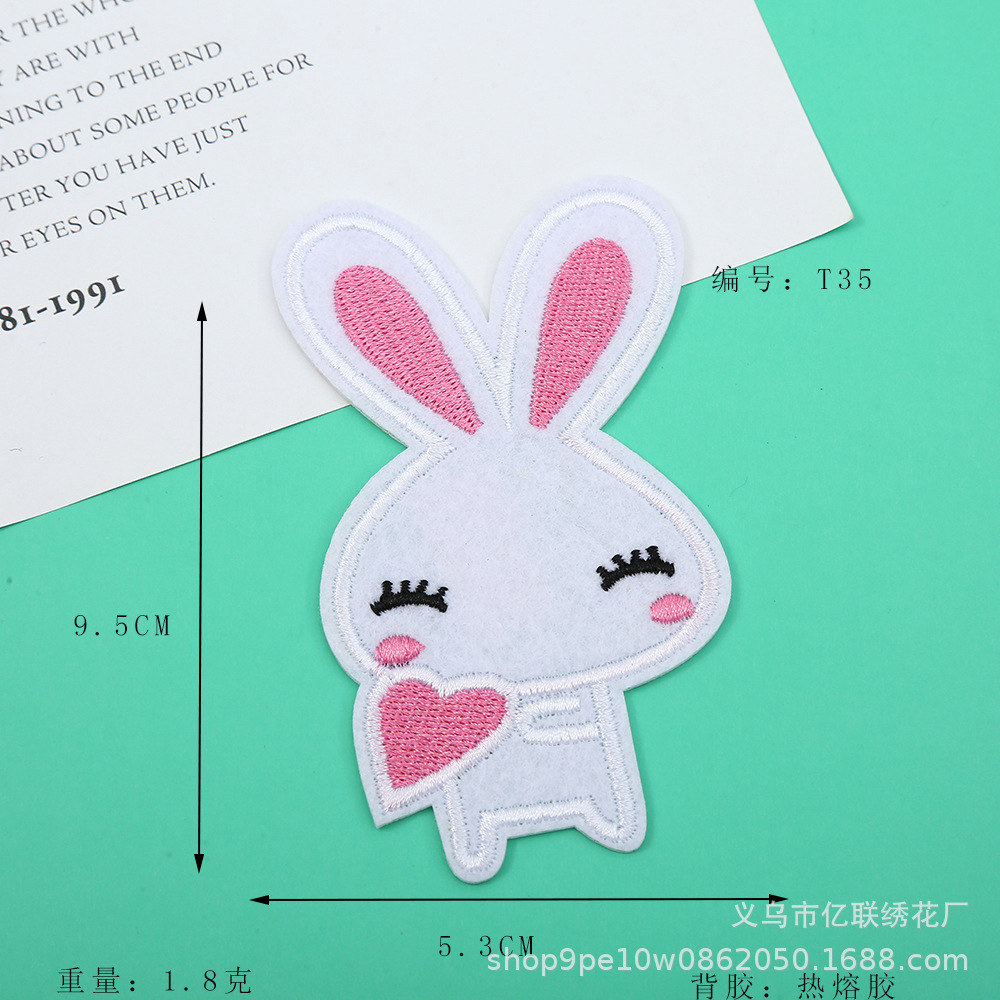 R THE WHO
Y ARE WITH
NING TO THE END
ABOUT SOME PEOPLE FOR
TER YOU HAVE JUST
R EYES ON THEM.
81-1991
编号：T35
9.5CM
5.3CM
义乌市亿联绣花厂
shop9pe10w0862050.1688.com
重量：1.8克
背胶：热熔胶